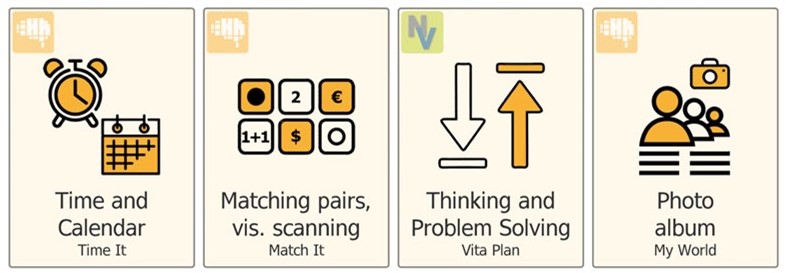 2
€
1+1
$
NV
Time and
Calendar
Time It
Matching pairs,
vis. scanning
Match It
Thinking and
Problem Solving
Vita Plan
Photo
album
My World